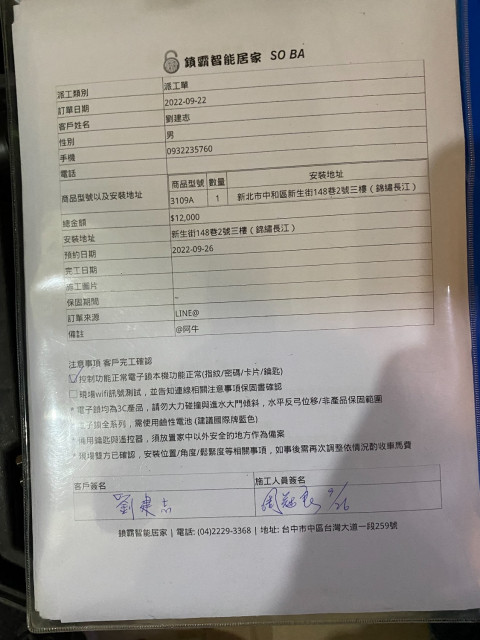 鎖霸智能居家 SO BA
派工類別 派工單
訂單日期 2022-09-22
客戶姓名 劉建志
性別 男
手機 0932235760
電話
商品型號以及安裝地址 商品型號 數量 安裝地址
3109A 1 新北市中和區新生街148巷2號三樓（錦繡長江）
總金額 $12,000
安裝地址 新生街148巷2號三樓（錦繡長江）
預約日期 2022-09-26
完工日期
施工圖片
保固期間 –
訂單來源 LINE@
備註 @阿牛
注意事項 客戶完工確認
控制功能正常電子鎖本機功能正常(指紋/密碼/卡片/鑰匙)
現場wifi訊號測試，並告知連線相關注意事項保固書確認
* 電子鎖均為3C產品，請勿大力碰撞與進水大門傾斜，水平反弓位移/非產品保固範圍
* 電子鎖全系列，需使用鹼性電池 (建議國際牌藍色)
* 備用鑰匙與遙控器，須放置家中以外安全的地方作為備案
* 現場雙方已確認，安裝位置/角度/鬆緊度等相關事項，如事後需再次調整依情況酌收車馬費
客戶簽名 施工人員簽名
劉建志 9/26
鎖霸智能居家 | 電話: (04)2229-3368 | 地址: 台中市中區台灣大道一段259號